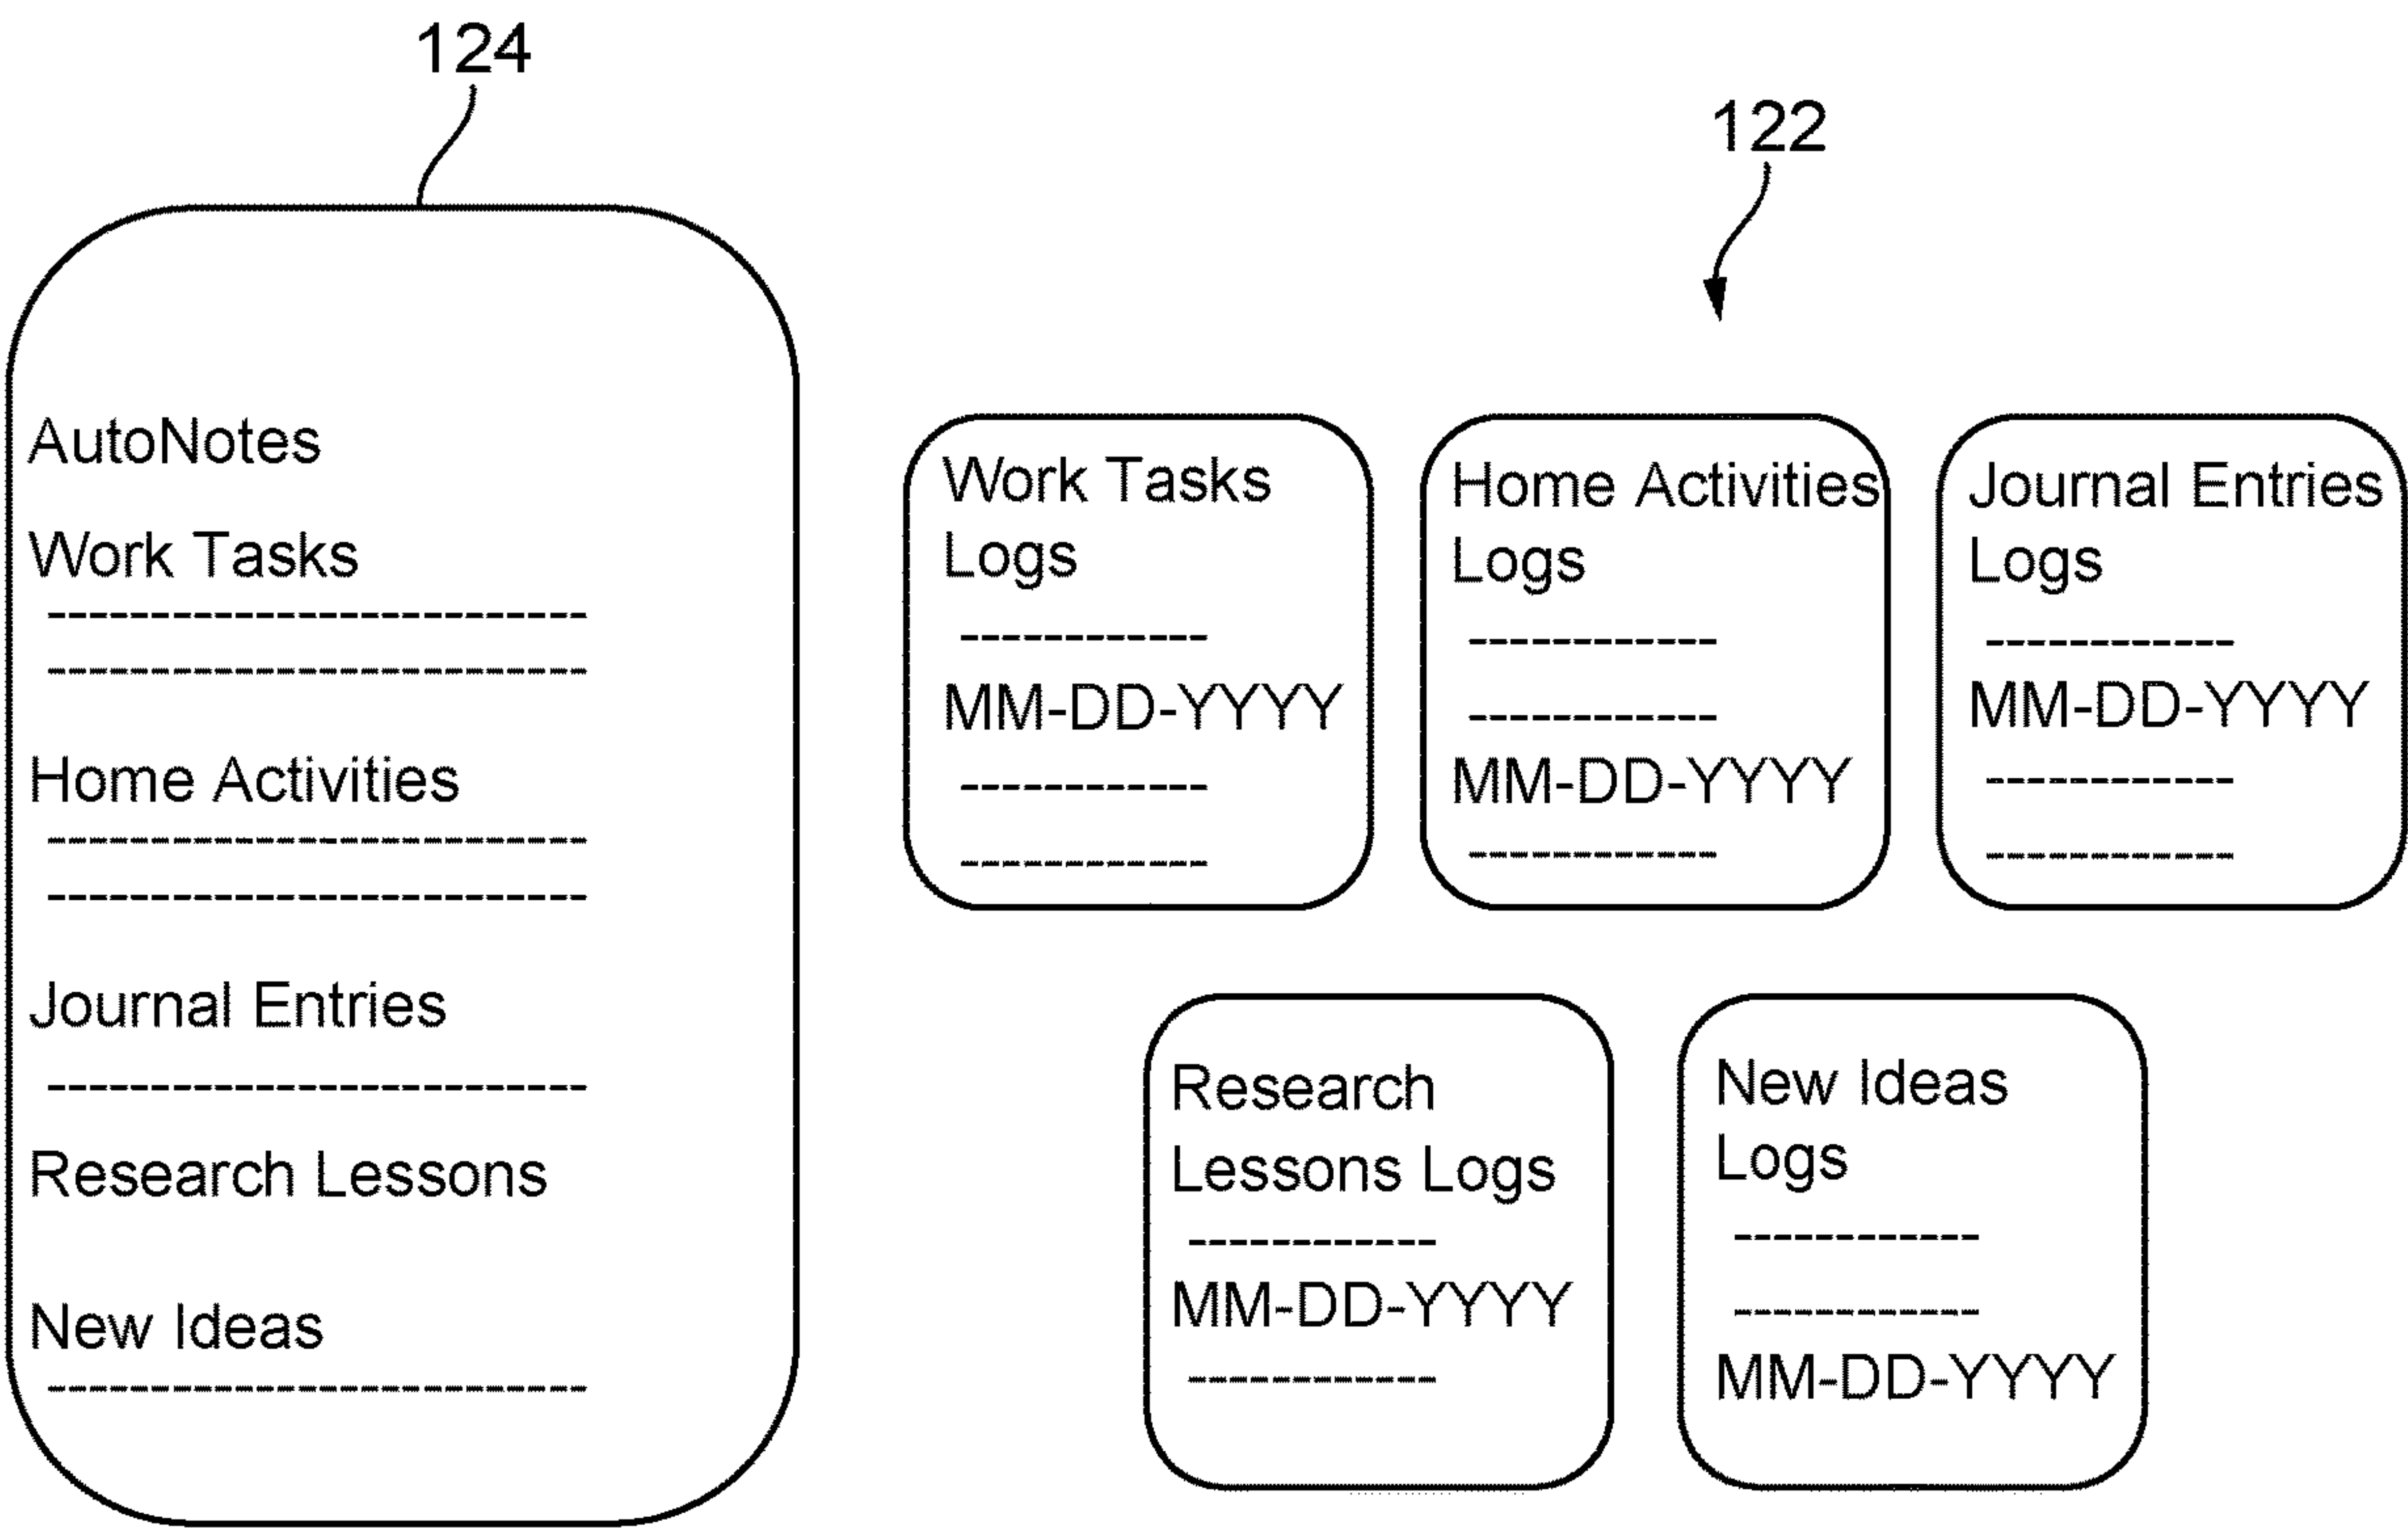 124
AutoNotes
Work Tasks
--------------------------
--------------------------
Home Activities
--------------------------
--------------------------
Journal Entries
--------------------------
Research Lessons
New Ideas
--------------------------
122
Work Tasks
Logs
------------
MM-DD-YYYY
------------
------------
Home Activities
Logs
------------
------------
MM-DD-YYYY
------------
Journal Entries
Logs
------------
MM-DD-YYYY
------------
------------
Research
Lessons Logs
------------
MM-DD-YYYY
------------
New Ideas
Logs
------------
------------
MM-DD-YYYY